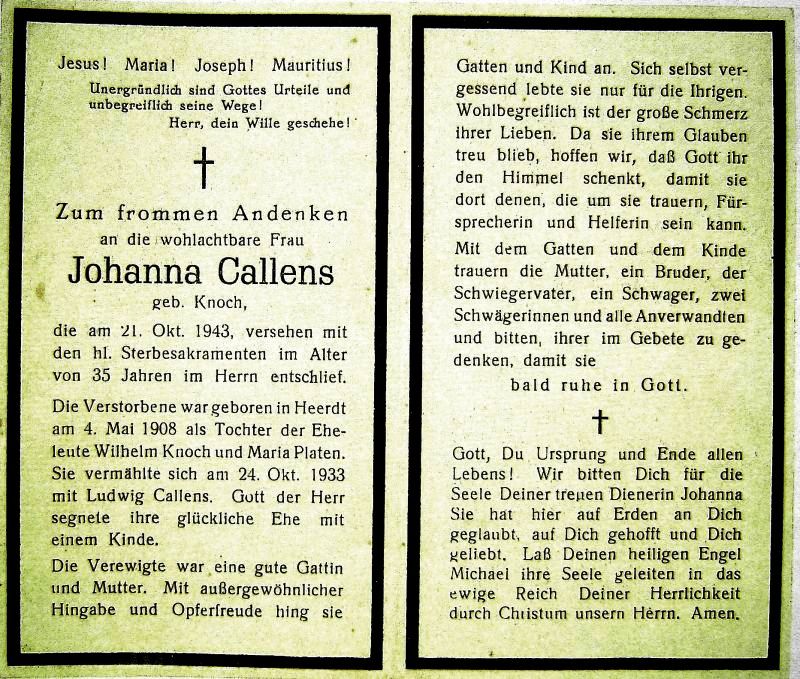 Jesus! Maria! Joseph! Mauritius!
Unergründlich sind Gottes Urteile und
unbegreiflich seine Wege!
Herr, dein Wille geschehe!
Zum frommen Andenken
an die wohlachtbare Frau
Johanna Callens
geb. Knoch,
die am 21. Okt. 1943, versehen mit
den hl. Sterbesakramenten im Alter
von 35 Jahren im Herrn entschlief.
Die Verstorbene war geboren in Heerdt
am 4. Mai 1908 als Tochter der Ehe-
leute Wilhelm Knoch und Maria Platen.
Sie vermählte sich am 24. Okt. 1933
mit Ludwig Callens. Gott der Herr
segnete ihre glückliche Ehe mit
einem Kinde.
Die Verewigte war eine gute Gattin
und Mutter. Mit außergewöhnlicher
Hingabe und Opferfreude hing sie
Gatten und Kind an. Sich selbst ver-
gessend lebte sie nur für die Ihrigen.
Wohlbegreiflich ist der große Schmerz
ihrer Lieben. Da sie ihrem Glauben
treu blieb, hoffen wir, daß Gott ihr
den Himmel schenkt, damit sie
dort denen, die um sie trauern, Für-
sprecherin und Helferin sein kann.
Mit dem Gatten und dem Kinde
trauern die Mutter, ein Bruder, der
Schwiegervater, ein Schwager, zwei
Schwägerinnen und alle Anverwandten
und bitten, ihrer im Gebete zu ge-
denken, damit sie
bald ruhe in Gott.
Gott, Du Ursprung und Ende allen
Lebens! Wir bitten Dich für die
Seele Deiner treuen Dienerin Johanna
Sie hat hier auf Erden an Dich
geglaubt, auf Dich gehofft und Dich
geliebt. Laß Deinen heiligen Engel
Michael ihre Seele geleiten in das
ewige Reich Deiner Herrlichkeit
durch Christum unsern Herrn. Amen.